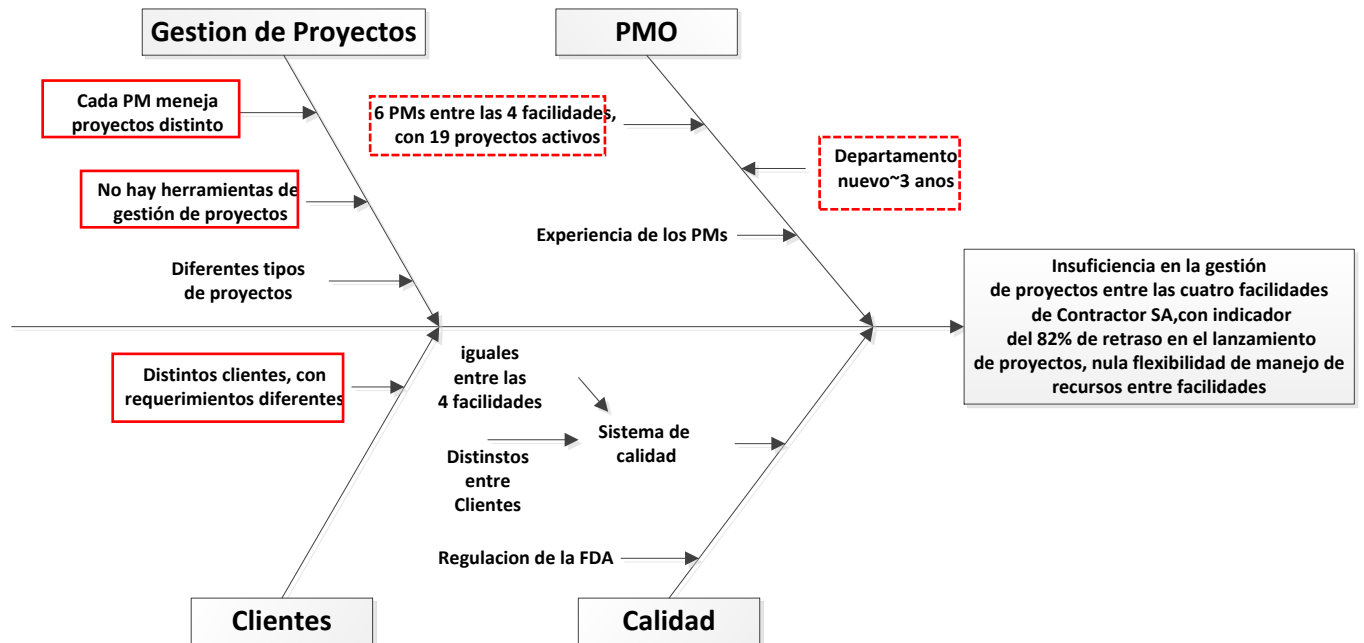 Gestion de Proyectos
PMO
Cada PM meneja
proyectos distinto
6 PMs entre las 4 facilidades,
con 19 proyectos activos
Departamento
nuevo~3 anos
No hay herramientas de
gestión de proyectos
Experiencia de los PMs
Diferentes tipos
de proyectos
Insuficiencia en la gestión
de proyectos entre las cuatro facilidades
de Contractor SA,con indicador
del 82% de retraso en el lanzamiento
de proyectos, nula flexibilidad de manejo de
recursos entre facilidades
Distintos clientes, con
requerimientos diferentes
iguales
entre las
4 facilidades
Sistema de
calidad
Distinstos
entre
Clientes
Regulacion de la FDA
Clientes
Calidad